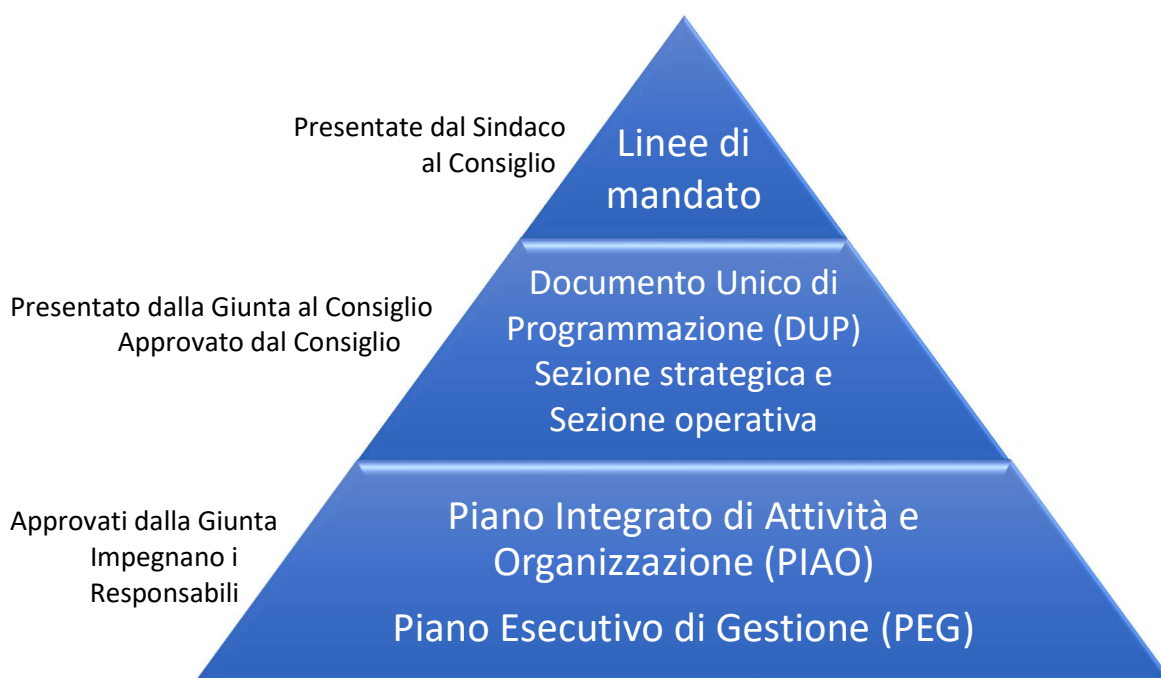 Presentate dal Sindaco
al Consiglio
Linee di
mandato
Presentato dalla Giunta al Consiglio
Approvato dal Consiglio
Documento Unico di
Programmazione (DUP)
Sezione strategica e
Sezione operativa
Approvati dalla Giunta
Impegnano i
Responsabili
Piano Integrato di Attività e
Organizzazione (PIAO)
Piano Esecutivo di Gestione (PEG)